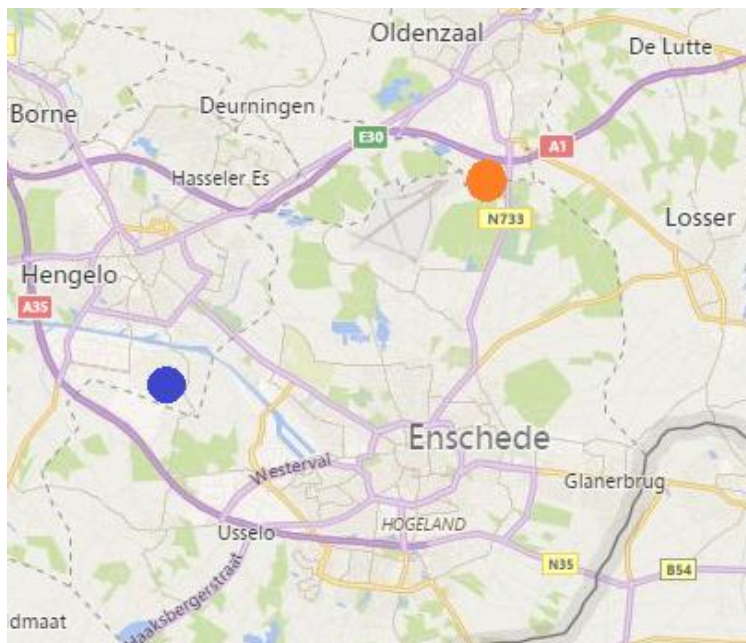 Oldenzaal
De Lutte
Deurningen
Borne
E30
A1
Hasseler Es
N733
Losser
Hengelo
A35
Enschede
Westerval
Glanerbrug
HOGELAND
Usselo
N35
B54
Haaksbergerstraat
dmaat